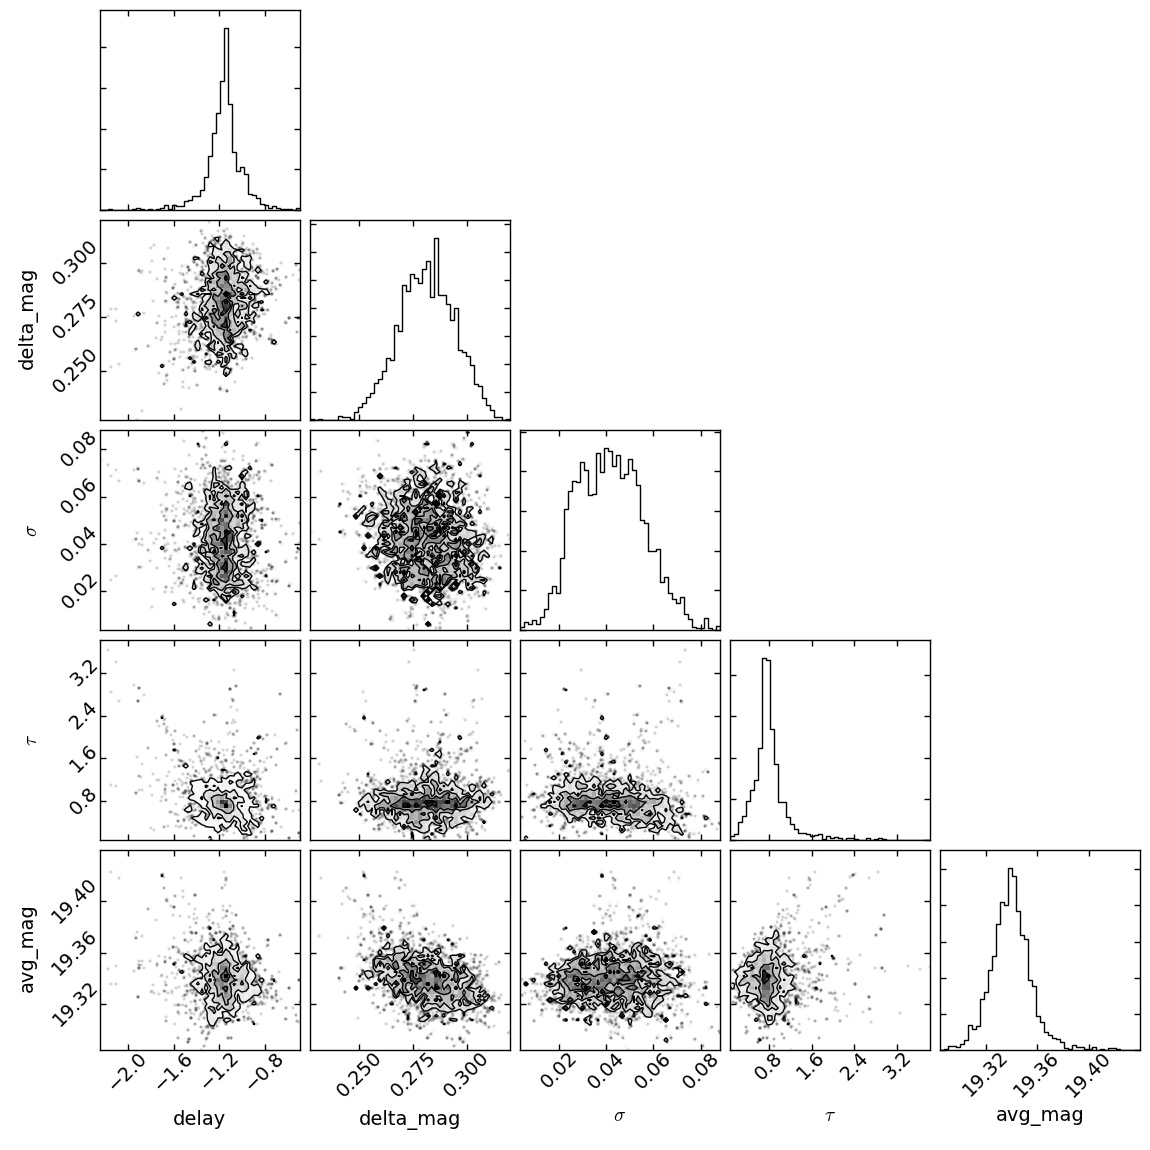 delta_mag
0.300
0.275
0.250
σ
0.08
0.06
0.04
0.02
τ
3.2
2.4
1.6
0.8
avg_mag
19.40
19.36
19.32
−2.0 −1.6 −1.2 −0.8
0.250 0.275 0.300
0.02 0.04 0.06 0.08
0.8 1.6 2.4 3.2
19.32 19.36 19.40
delay delta_mag σ τ avg_mag